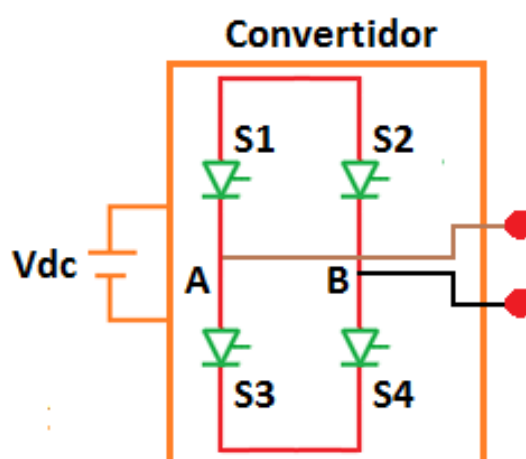 Convertidor
S1 S2
Vdc
A B
S3 S4